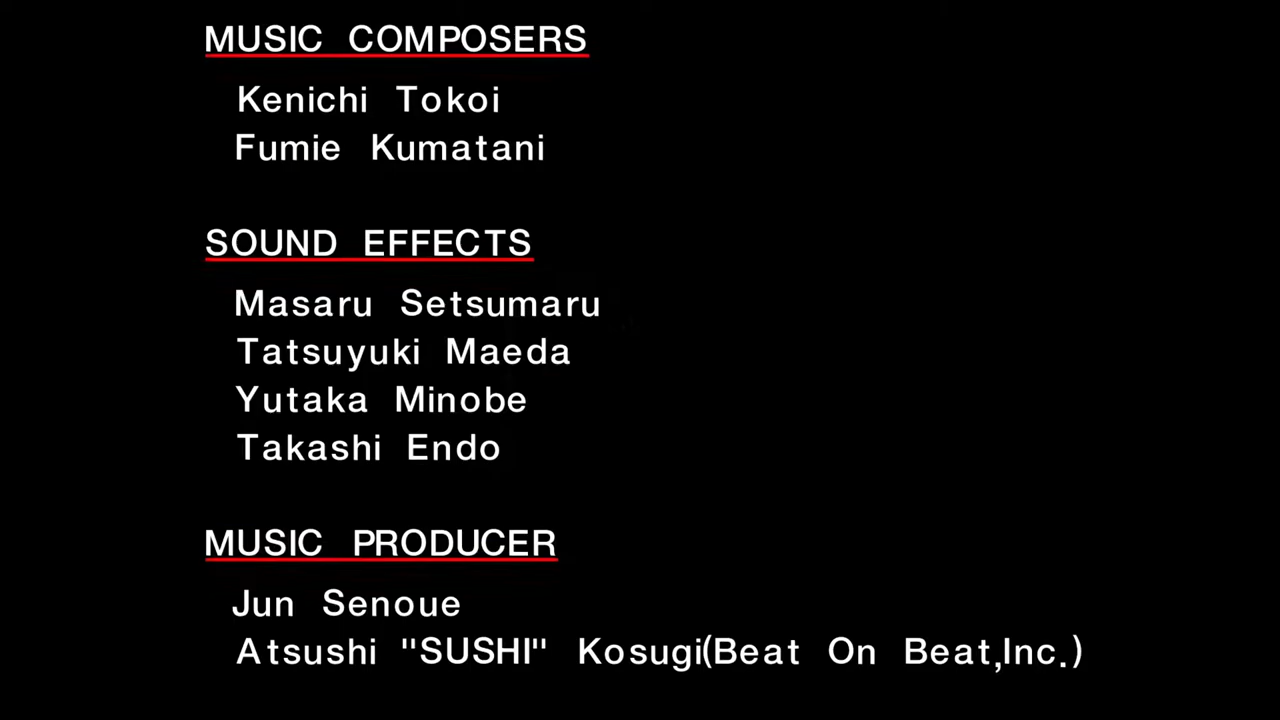 MUSIC COMPOSERS
Kenichi Tokoi
Fumie Kumatani
SOUND EFFECTS
Masaru Setsumaru
Tatsuyuki Maeda
Yutaka Minobe
Takashi Endo
MUSIC PRODUCER
Jun Senoue
Atsushi "SUSHI" Kosugi(Beat On Beat,Inc.)